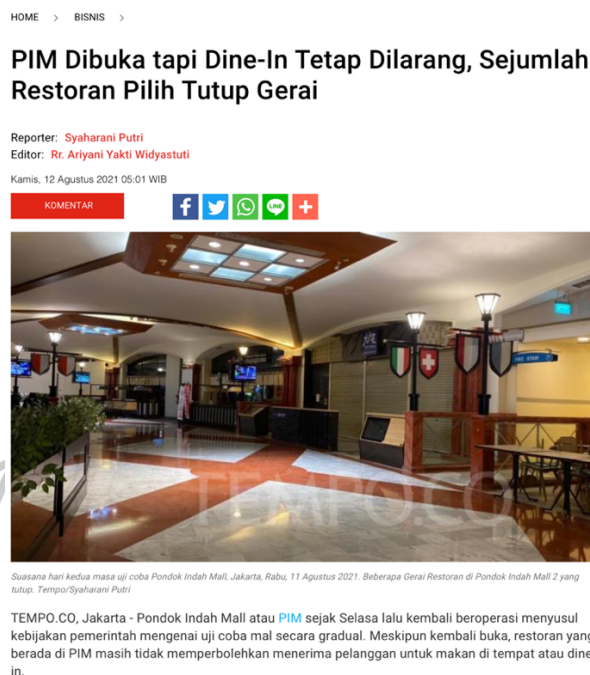 HOME > BISNIS >
PIM Dibuka tapi Dine-In Tetap Dilarang, Sejumlah
Restoran Pilih Tutup Gerai
Reporter: Syaharani Putri
Editor: Rr. Ariyani Yakti Widyastuti
Kamis, 12 Agustus 2021 05:01 WIB
KOMENTAR
LINE
TEMPO.CO
Suasana hari kedua masa uji coba Pondok Indah Mall, Jakarta, Rabu, 11 Agustus 2021. Beberapa Gerai Restoran di Pondok Indah Mall 2 yang
tutup. Tempo/Syaharani Putri
TEMPO.CO, Jakarta - Pondok Indah Mall atau PIM sejak Selasa lalu kembali beroperasi menyusul
kebijakan pemerintah mengenai uji coba mal secara gradual. Meskipun kembali buka, restoran yang
berada di PIM masih tidak memperbolehkan menerima pelanggan untuk makan di tempat atau dine
in.